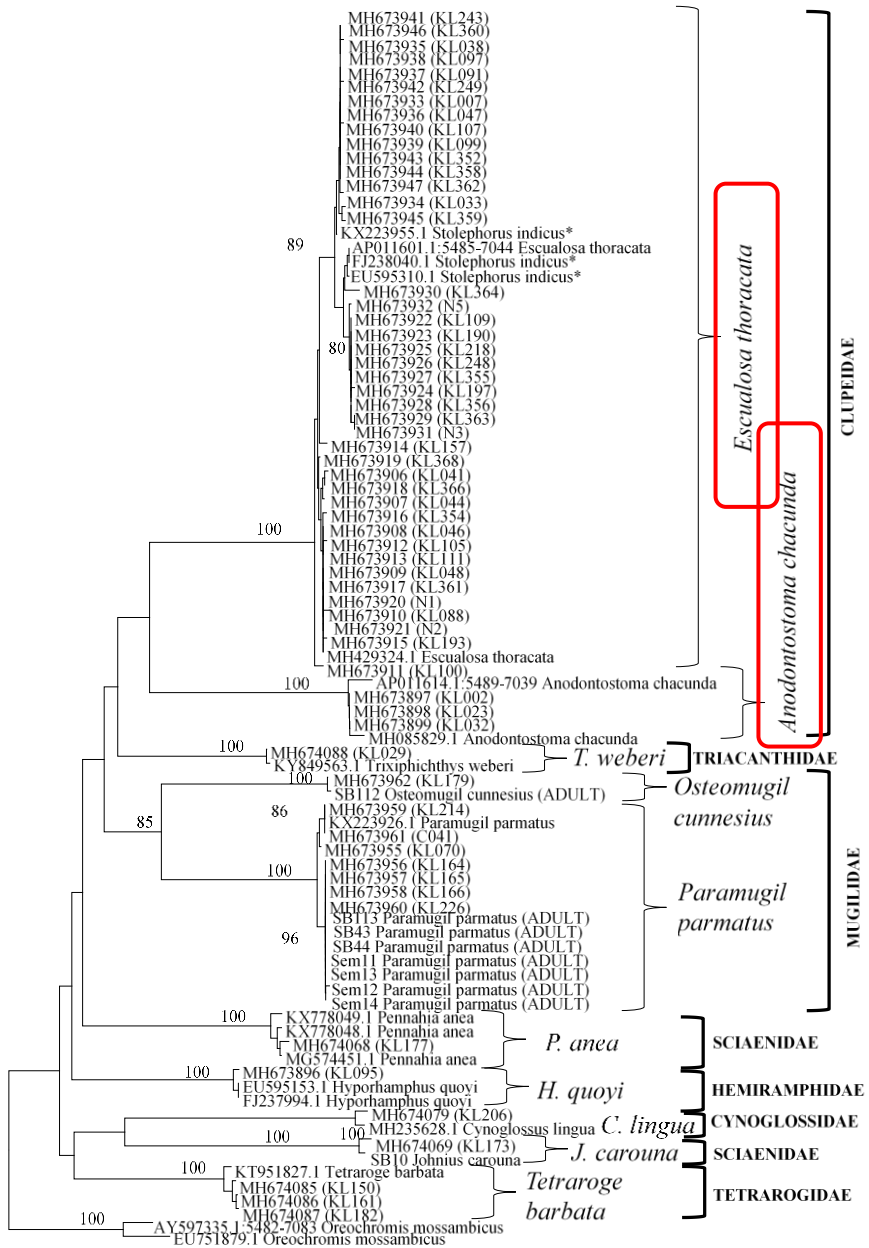 MH673941 (KL243)
MH673946 (KL360)
MH673935 (KL038)
MH673938 (KL097)
MH673937 (KL091)
MH673942 (KL249)
MH673933 (KL007)
MH673936 (KL047)
MH673940 (KL107)
MH673939 (KL099)
MH673943 (KL352)
MH673944 (KL358)
MH673947 (KL362)
MH673934 (KL033)
MH673945 (KL359)
KX223955.1 Stolephorus indicus*
89
AP011601.1:5485-7044 Escualosa thoracata
FJ238040.1 Stolephorus indicus*
EU595310.1 Stolephorus indicus*
MH673930 (KL364)
MH673932 (N5)
MH673922 (KL109)
MH673923 (KL190)
80
MH673925 (KL218)
MH673926 (KL248)
MH673927 (KL355)
MH673924 (KL197)
MH673928 (KL356)
MH673929 (KL363)
MH673931 (N3)
MH673914 (KL157)
MH673919 (KL368)
MH673906 (KL041)
MH673918 (KL366)
MH673907 (KL044)
MH673916 (KL354)
100
MH673908 (KL046)
MH673912 (KL105)
MH673913 (KL111)
MH673909 (KL048)
MH673917 (KL361)
MH673920 (N1)
MH673910 (KL088)
MH673921 (N2)
MH673915 (KL193)
MH429324.1 Escualosa thoracata
MH673911 (KL100)
Escualosa thoracata
CLUPEIDAE
100
AP011614.1:5489-7039 Anodontostoma chacunda
MH673897 (KL002)
MH673898 (KL023)
MH673899 (KL032)
MH085829.1 Anodontostoma chacunda
Anodontostoma chacunda
100
MH674088 (KL029)
KY849563.1 Trixiphichthys weberi
T. weberi
TRIACANTHIDAE
100
MH673962 (KL179)
SB112 Osteomugil cunnesius (ADULT)
Osteomugil
cunnesius
86
MH673959 (KL214)
KX223926.1 Paramugil parmatus
85
MH673961 (C041)
MH673955 (KL070)
MH673956 (KL164)
100
MH673957 (KL165)
MH673958 (KL166)
MH673960 (KL226)
SB113 Paramugil parmatus (ADULT)
SB43 Paramugil parmatus (ADULT)
96
SB44 Paramugil parmatus (ADULT)
Sem11 Paramugil parmatus (ADULT)
Sem13 Paramugil parmatus (ADULT)
Sem12 Paramugil parmatus (ADULT)
Sem14 Paramugil parmatus (ADULT)
Paramugil
parmatus
MUGILIDAE
100
KX778049.1 Pennahia anea
KX778048.1 Pennahia anea
MH674068 (KL177)
MG574451.1 Pennahia anea
P. anea
SCIAENIDAE
100
MH673896 (KL095)
EU595153.1 Hyporhamphus quoyi
FJ237994.1 Hyporhamphus quoyi
H. quoyi
HEMIRAMPHIDAE
MH674079 (KL206)
MH235628.1 Cynoglossus lingua
C. lingua
CYNOGLOSSIDAE
100
100
MH674069 (KL173)
SB10 Johnius carouna
J. carouna
SCIAENIDAE
100
KT951827.1 Tetraroge barbata
MH674085 (KL150)
MH674086 (KL161)
MH674087 (KL182)
Tetraroge
barbata
TETRAROGIDAE
100
AY597335.1:5482-7083 Oreochromis mossambicus
EU751879.1 Oreochromis mossambicus